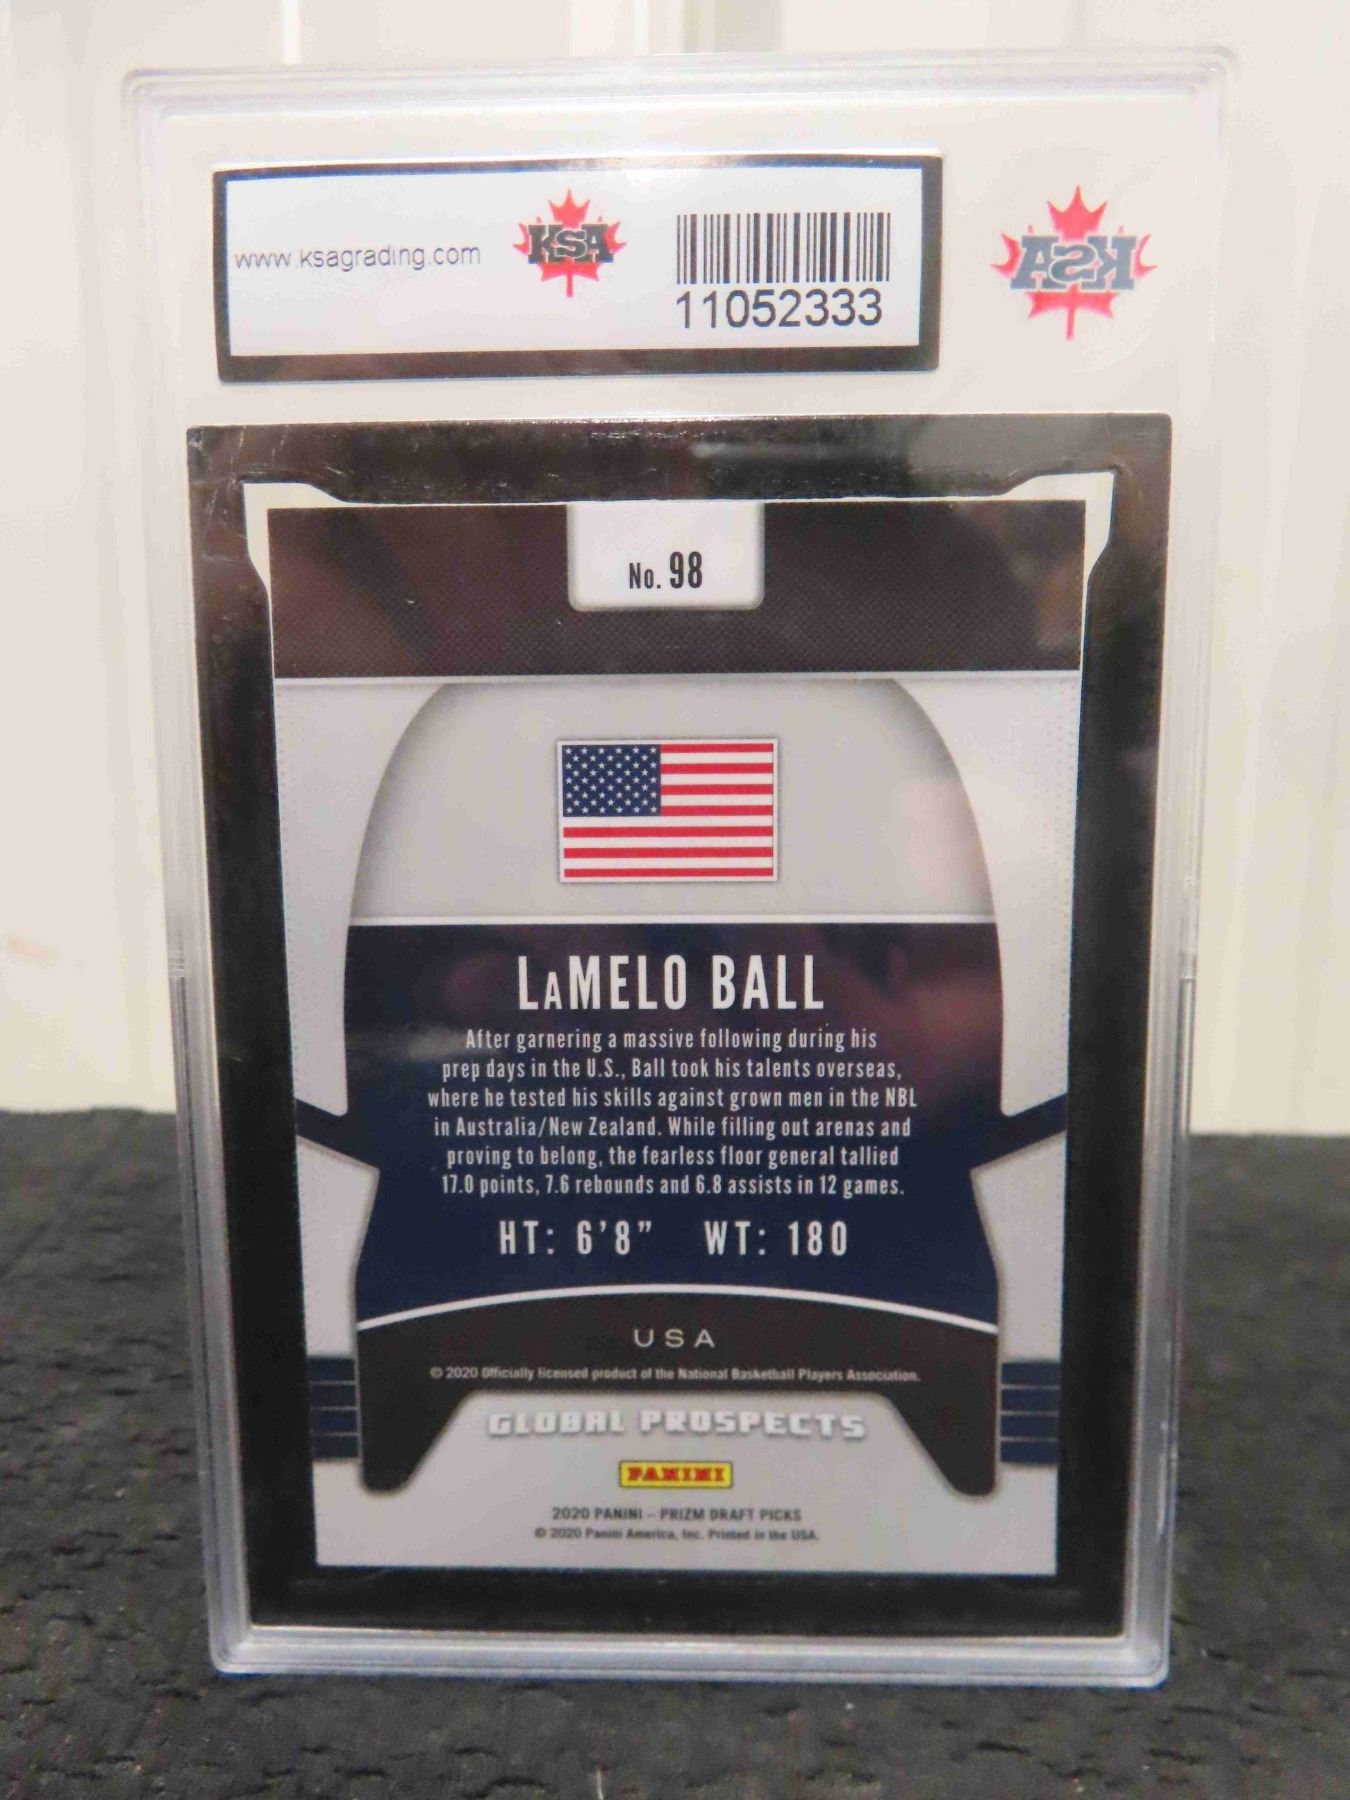 www.ksagrading.com
KSA
11052333
KSA
No. 98
LaMELO BALL
After garnering a massive following during his
prep days in the U.S., Ball took his talents overseas,
where he tested his skills against grown men in the NBL
in Australia/New Zealand. While filling out arenas and
proving to belong, the fearless floor general tallied
17.0 points, 7.6 rebounds and 6.8 assists in 12 games.
HT: 6'8" WT: 180
USA
© 2020 Officially licensed product of the National Basketball Players Association.
GLOBAL PROSPECTS
PANINI
2020 PANINI – PRIZM DRAFT PICKS
© 2020 Panini America, Inc. Printed in the USA.